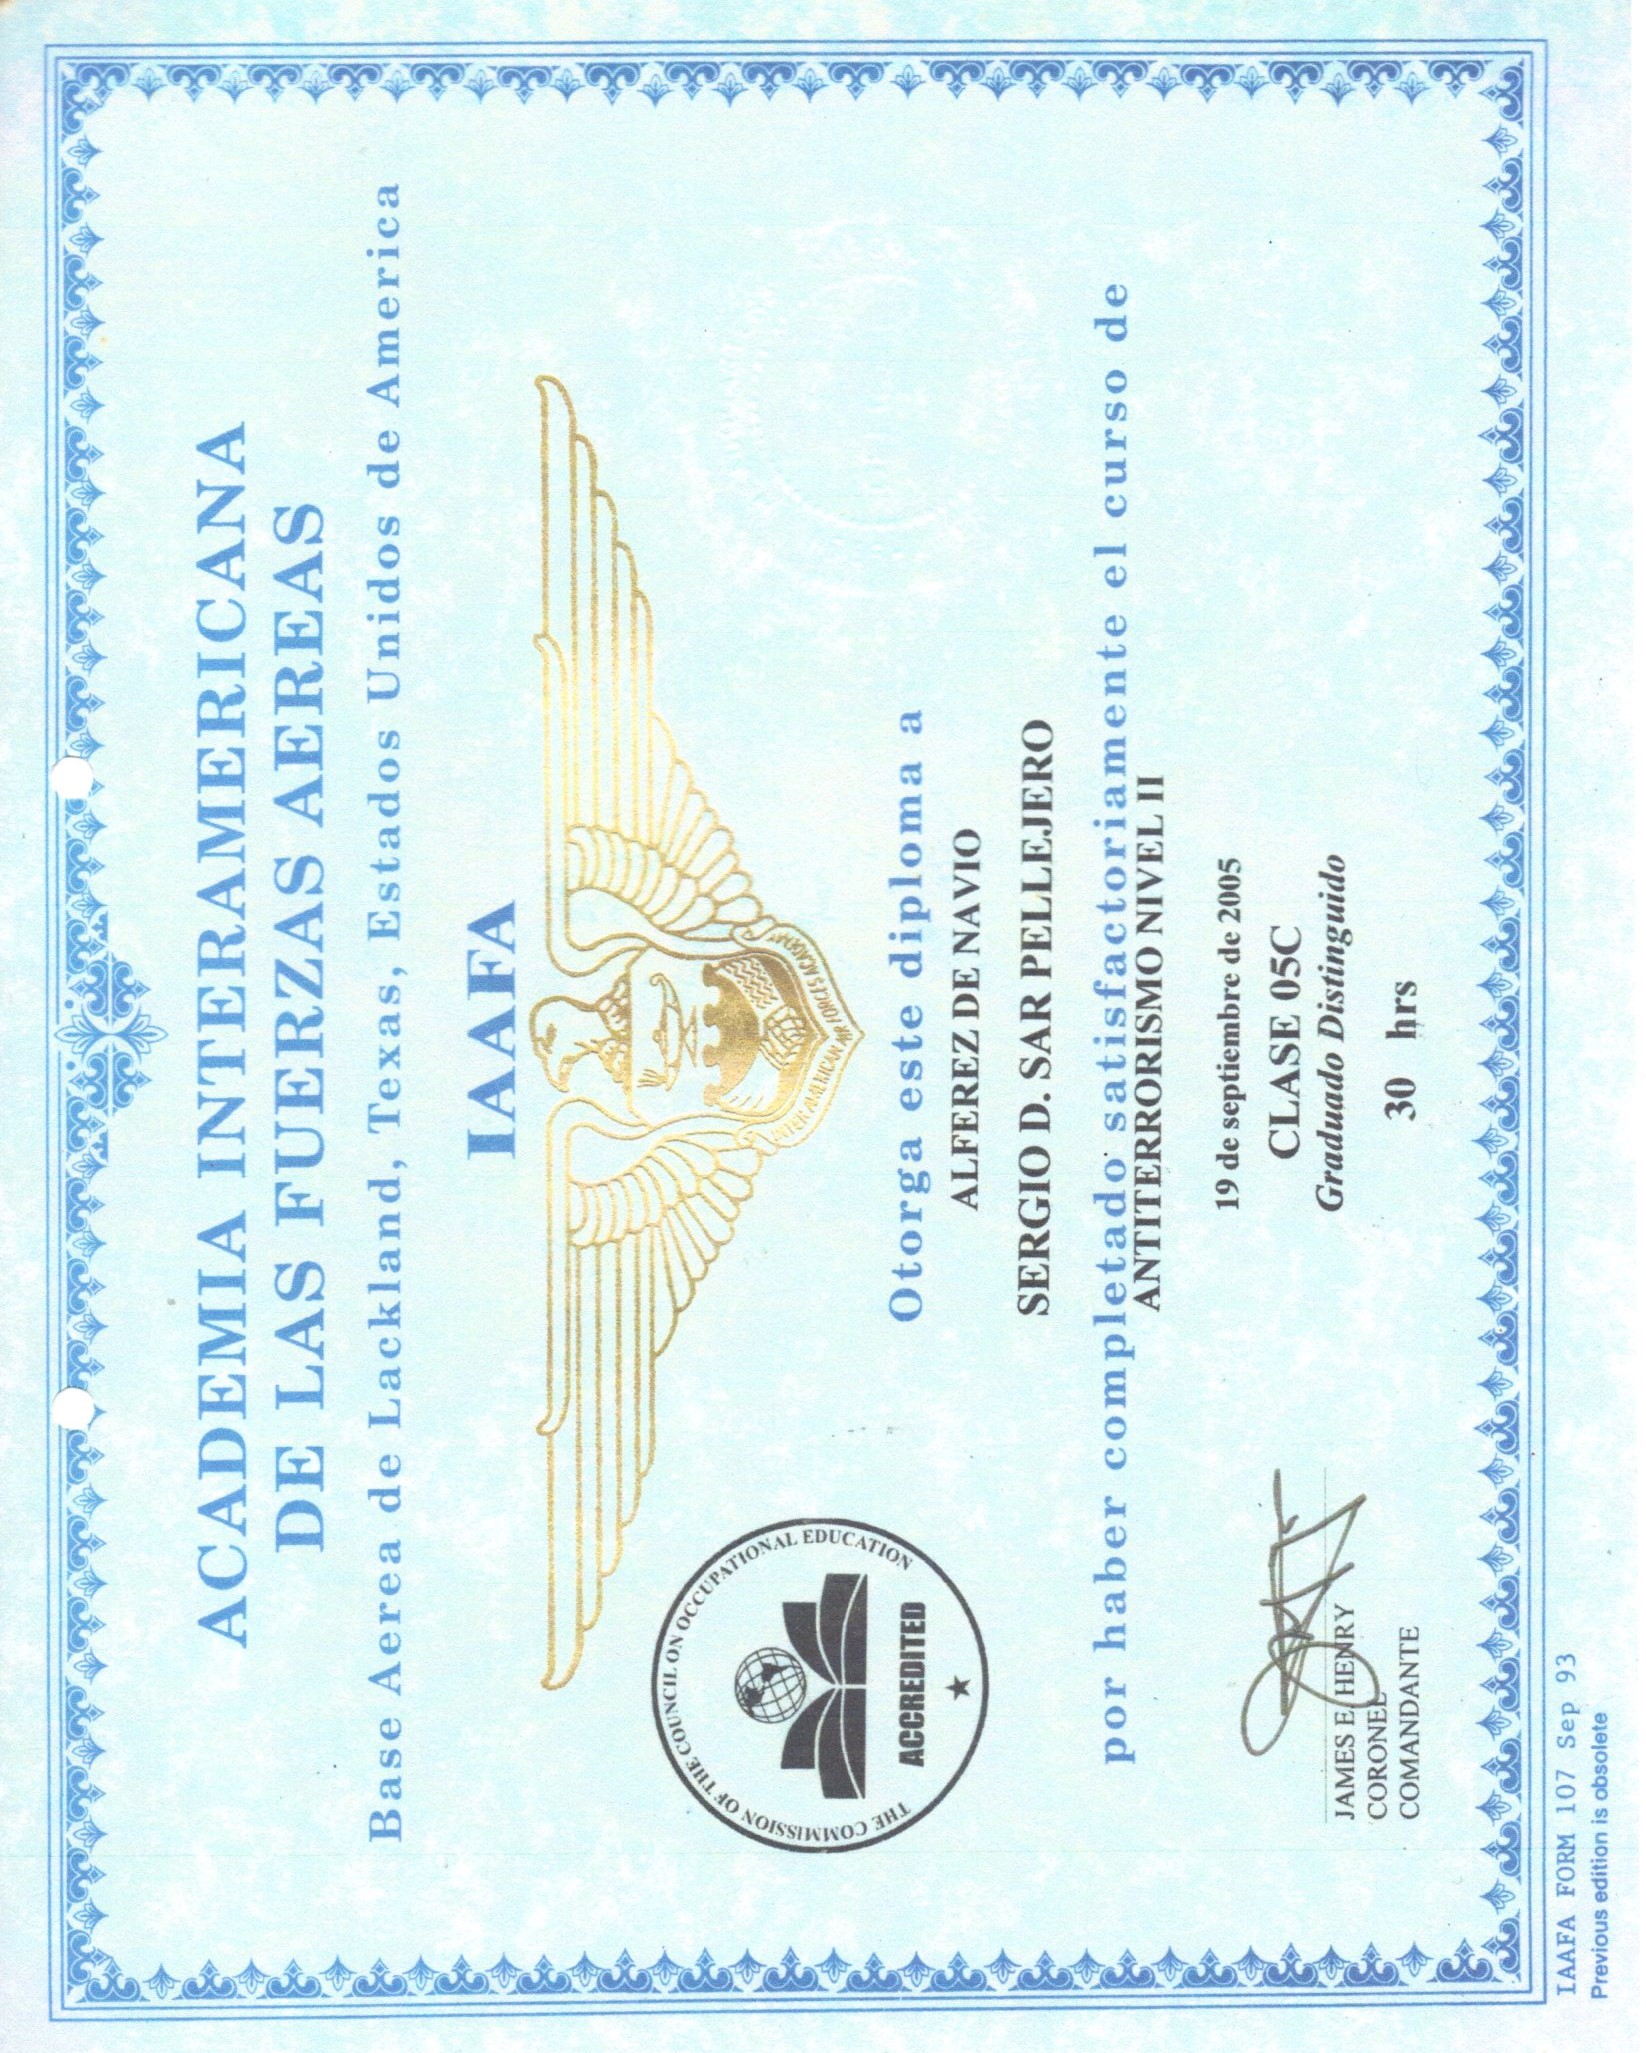 ACADEMIA INTERAMERICANA
DE LAS FUERZAS AEREAS
Base Aerea de Lackland, Texas, Estados Unidos de America
IAAFA
INTER AMERICAN AIR FORCES ACADEMY
THE COMMISSION OF THE COUNCIL ON OCCUPATIONAL EDUCATION
ACCREDITED
Otorga este diploma a
ALFEREZ DE NAVIO
SERGIO D. SAR PELLEJERO
por haber completado satisfactoriamente el curso de
ANTITERRORISMO NIVEL II
19 de septiembre de 2005
CLASE 05C
Graduado Distinguido
30 hrs
JAMES E. HENRY
CORONEL
COMANDANTE
IAAFA FORM 107 Sep 93
Previous edition is obsolete